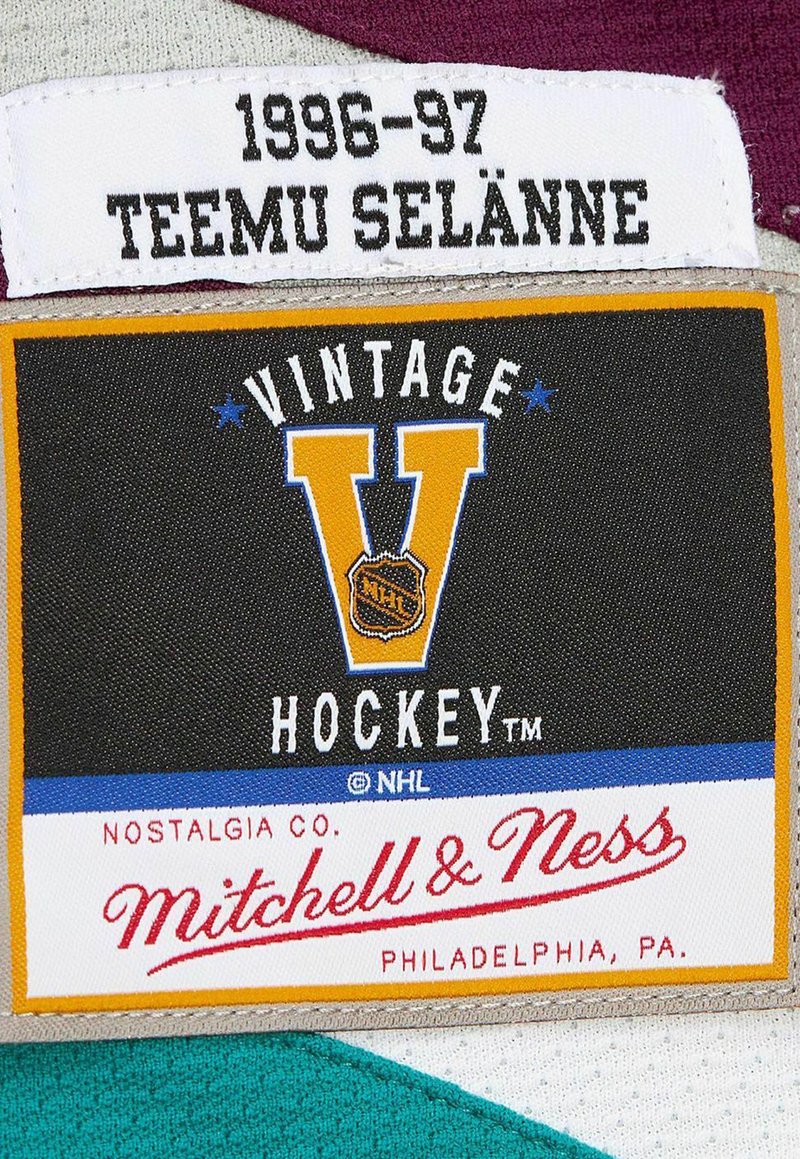 1996-97
TEEMU SELÄNNE
VINTAGE
V
NHL
HOCKEY™
© NHL
NOSTALGIA CO.
Mitchell & Ness
PHILADELPHIA, PA.